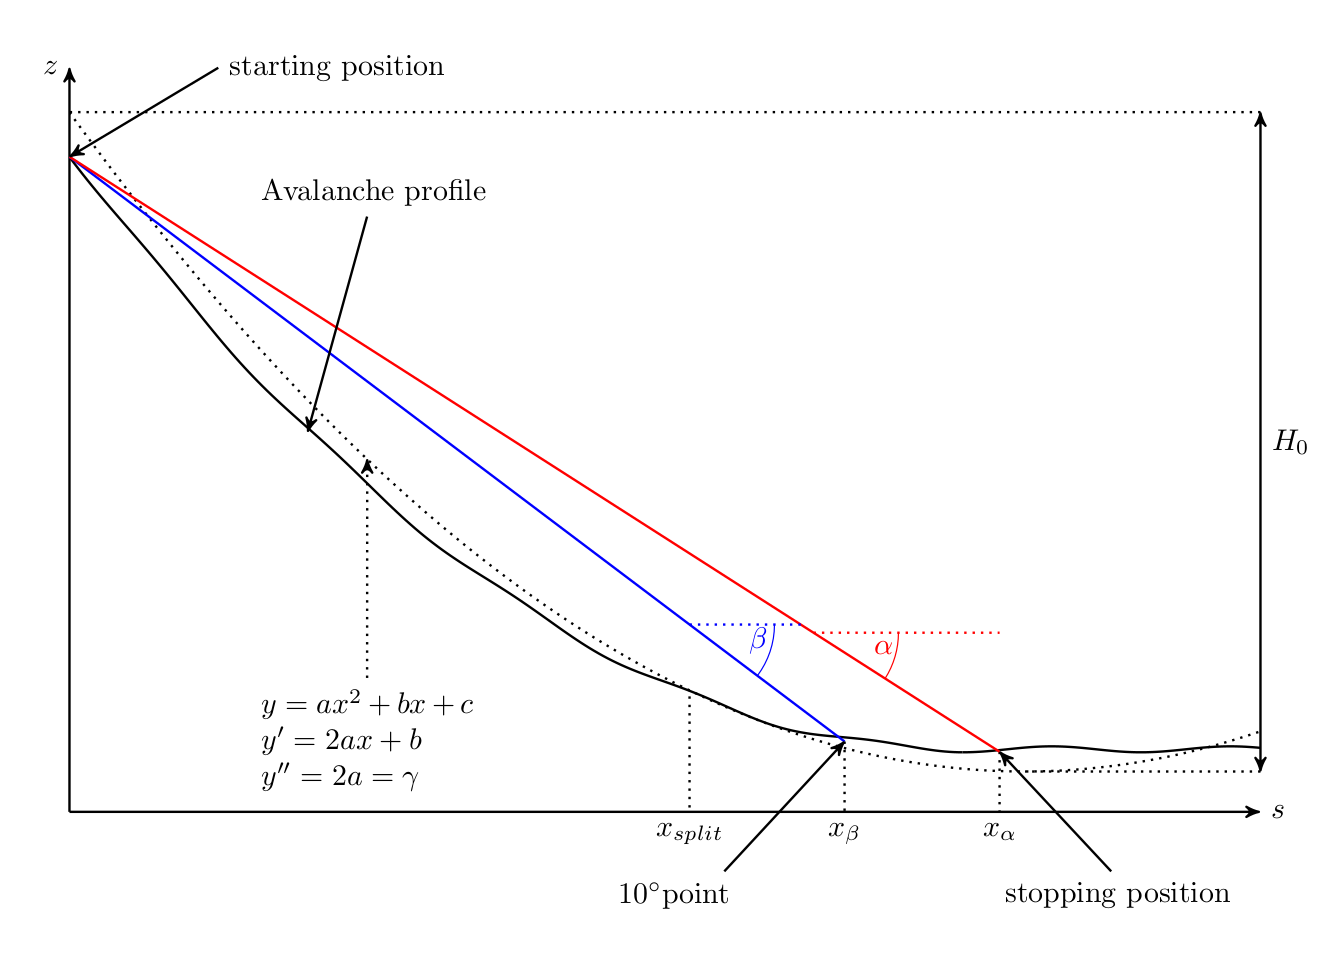 z
starting position
Avalanche profile
H₀
β
α
y = ax² + bx + c
y′ = 2ax + b
y″ = 2a = γ
s
x_split
x_β
x_α
10°point
stopping position